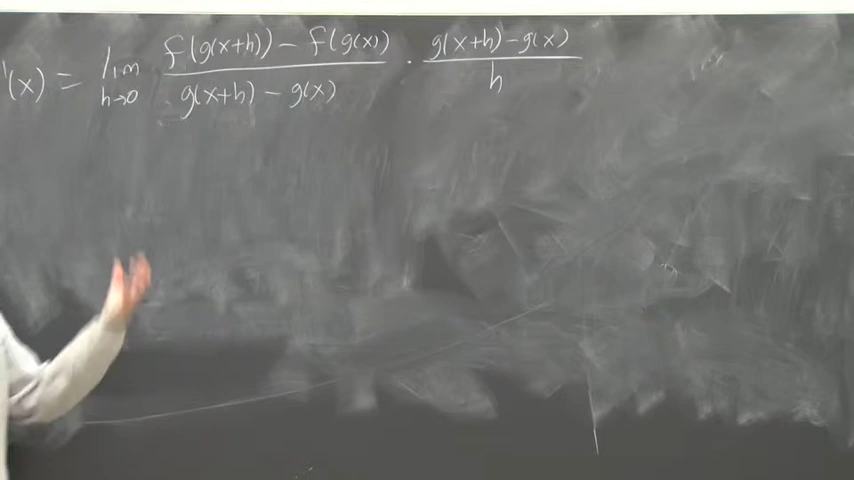 '(x) = lim h→0 f(g(x+h)) - f(g(x)) / g(x+h) - g(x) · g(x+h) - g(x) / h